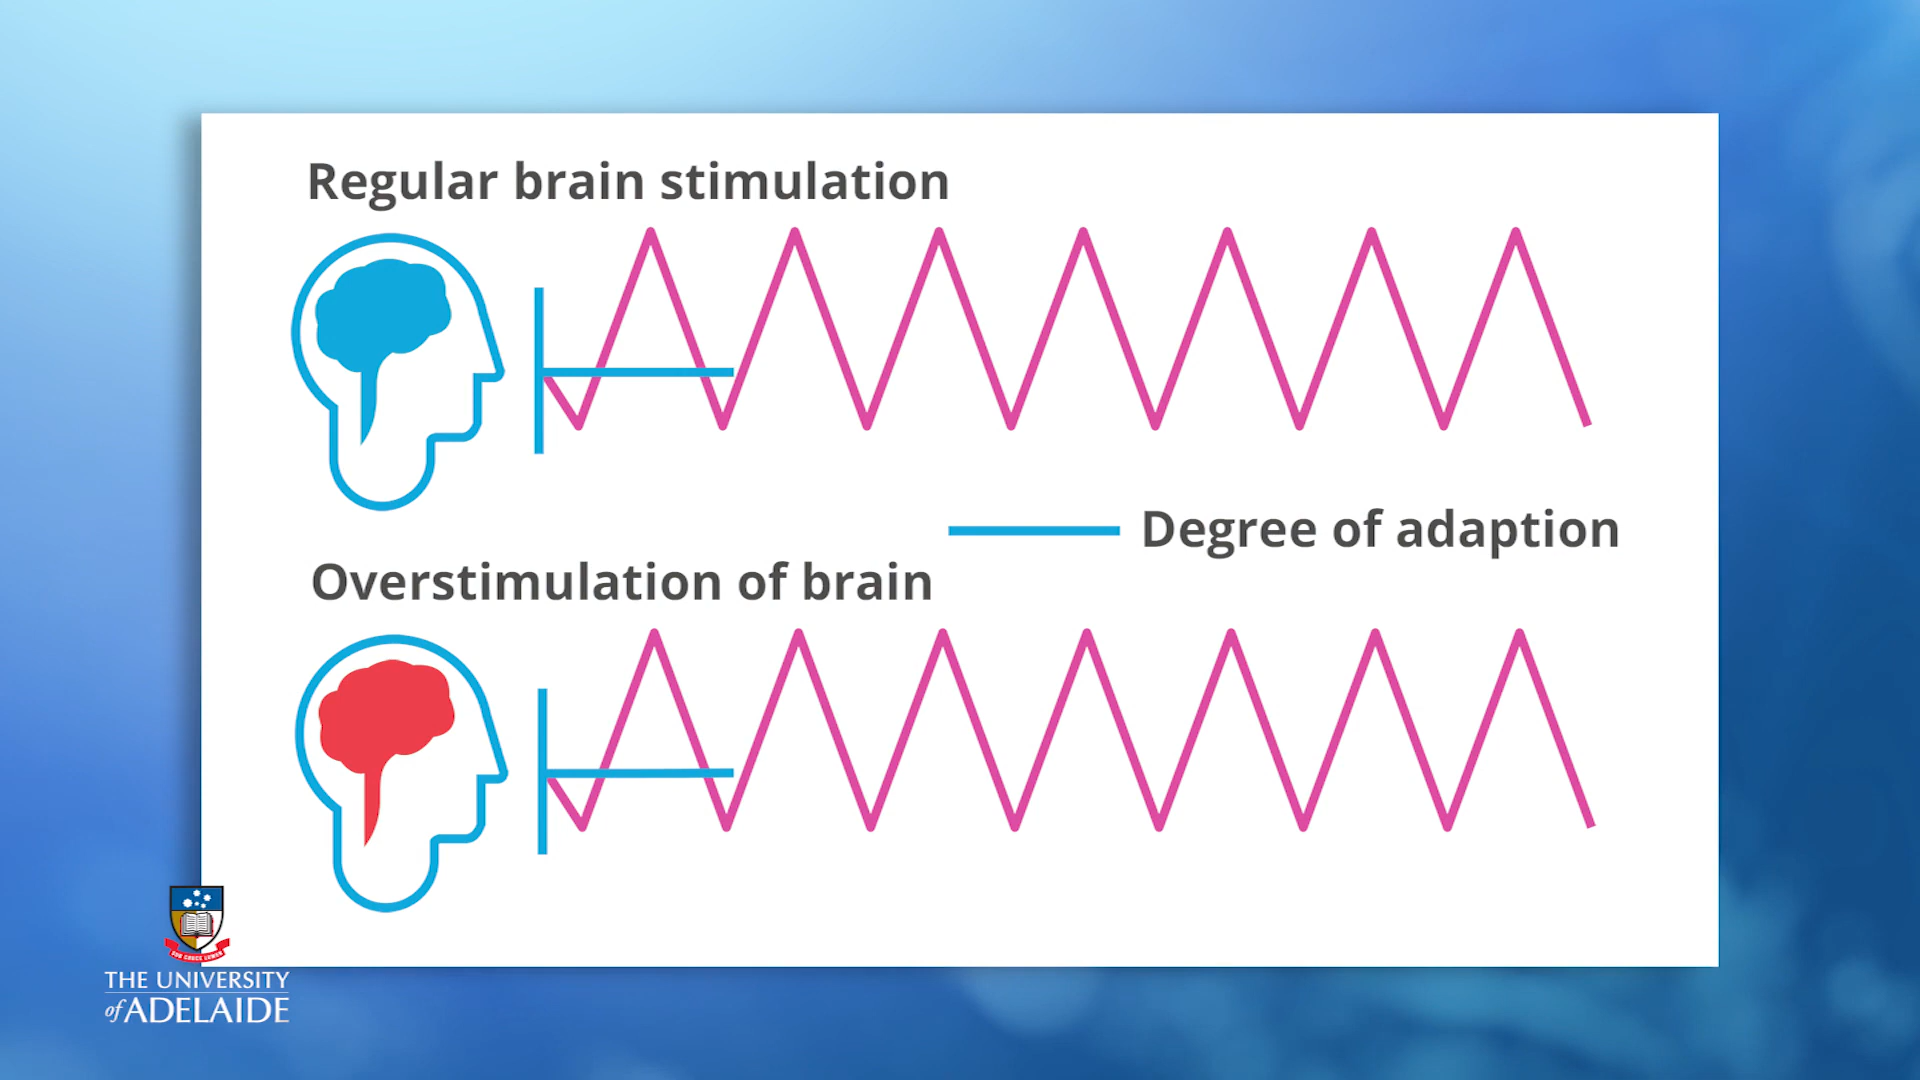 Regular brain stimulation
Degree of adaption
Overstimulation of brain
THE UNIVERSITY
of ADELAIDE